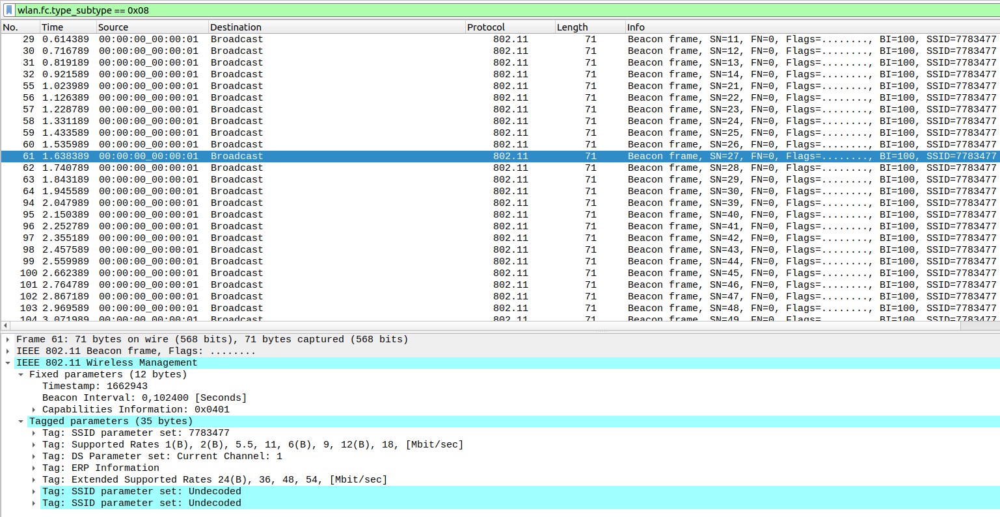 wlan.fc.type_subtype == 0x08
No. Time Source Destination Protocol Length Info
29 0.614389 00:00:00_00:00:01 Broadcast 802.11 71 Beacon frame, SN=11, FN=0, Flags=........, BI=100, SSID=7783477
30 0.716789 00:00:00_00:00:01 Broadcast 802.11 71 Beacon frame, SN=12, FN=0, Flags=........, BI=100, SSID=7783477
31 0.819189 00:00:00_00:00:01 Broadcast 802.11 71 Beacon frame, SN=13, FN=0, Flags=........, BI=100, SSID=7783477
32 0.921589 00:00:00_00:00:01 Broadcast 802.11 71 Beacon frame, SN=14, FN=0, Flags=........, BI=100, SSID=7783477
55 1.023989 00:00:00_00:00:01 Broadcast 802.11 71 Beacon frame, SN=21, FN=0, Flags=........, BI=100, SSID=7783477
56 1.126389 00:00:00_00:00:01 Broadcast 802.11 71 Beacon frame, SN=22, FN=0, Flags=........, BI=100, SSID=7783477
57 1.228789 00:00:00_00:00:01 Broadcast 802.11 71 Beacon frame, SN=23, FN=0, Flags=........, BI=100, SSID=7783477
58 1.331189 00:00:00_00:00:01 Broadcast 802.11 71 Beacon frame, SN=24, FN=0, Flags=........, BI=100, SSID=7783477
59 1.433589 00:00:00_00:00:01 Broadcast 802.11 71 Beacon frame, SN=25, FN=0, Flags=........, BI=100, SSID=7783477
60 1.535989 00:00:00_00:00:01 Broadcast 802.11 71 Beacon frame, SN=26, FN=0, Flags=........, BI=100, SSID=7783477
61 1.638389 00:00:00_00:00:01 Broadcast 802.11 71 Beacon frame, SN=27, FN=0, Flags=........, BI=100, SSID=7783477
62 1.740789 00:00:00_00:00:01 Broadcast 802.11 71 Beacon frame, SN=28, FN=0, Flags=........, BI=100, SSID=7783477
63 1.843189 00:00:00_00:00:01 Broadcast 802.11 71 Beacon frame, SN=29, FN=0, Flags=........, BI=100, SSID=7783477
64 1.945589 00:00:00_00:00:01 Broadcast 802.11 71 Beacon frame, SN=30, FN=0, Flags=........, BI=100, SSID=7783477
94 2.047989 00:00:00_00:00:01 Broadcast 802.11 71 Beacon frame, SN=39, FN=0, Flags=........, BI=100, SSID=7783477
95 2.150389 00:00:00_00:00:01 Broadcast 802.11 71 Beacon frame, SN=40, FN=0, Flags=........, BI=100, SSID=7783477
96 2.252789 00:00:00_00:00:01 Broadcast 802.11 71 Beacon frame, SN=41, FN=0, Flags=........, BI=100, SSID=7783477
97 2.355189 00:00:00_00:00:01 Broadcast 802.11 71 Beacon frame, SN=42, FN=0, Flags=........, BI=100, SSID=7783477
98 2.457589 00:00:00_00:00:01 Broadcast 802.11 71 Beacon frame, SN=43, FN=0, Flags=........, BI=100, SSID=7783477
99 2.559989 00:00:00_00:00:01 Broadcast 802.11 71 Beacon frame, SN=44, FN=0, Flags=........, BI=100, SSID=7783477
100 2.662389 00:00:00_00:00:01 Broadcast 802.11 71 Beacon frame, SN=45, FN=0, Flags=........, BI=100, SSID=7783477
101 2.764789 00:00:00_00:00:01 Broadcast 802.11 71 Beacon frame, SN=46, FN=0, Flags=........, BI=100, SSID=7783477
102 2.867189 00:00:00_00:00:01 Broadcast 802.11 71 Beacon frame, SN=47, FN=0, Flags=........, BI=100, SSID=7783477
103 2.969589 00:00:00_00:00:01 Broadcast 802.11 71 Beacon frame, SN=48, FN=0, Flags=........, BI=100, SSID=7783477
104 3.071989 00:00:00_00:00:01 Broadcast 802.11 71 Beacon frame, SN=49, FN=0, Flags=........, BI=100, SSID=7783477
Frame 61: 71 bytes on wire (568 bits), 71 bytes captured (568 bits)
IEEE 802.11 Beacon frame, Flags: ........
IEEE 802.11 Wireless Management
Fixed parameters (12 bytes)
Timestamp: 1662943
Beacon Interval: 0,102400 [Seconds]
Capabilities Information: 0x0401
Tagged parameters (35 bytes)
Tag: SSID parameter set: 7783477
Tag: Supported Rates 1(B), 2(B), 5.5, 11, 6(B), 9, 12(B), 18, [Mbit/sec]
Tag: DS Parameter set: Current Channel: 1
Tag: ERP Information
Tag: Extended Supported Rates 24(B), 36, 48, 54, [Mbit/sec]
Tag: SSID parameter set: Undecoded
Tag: SSID parameter set: Undecoded